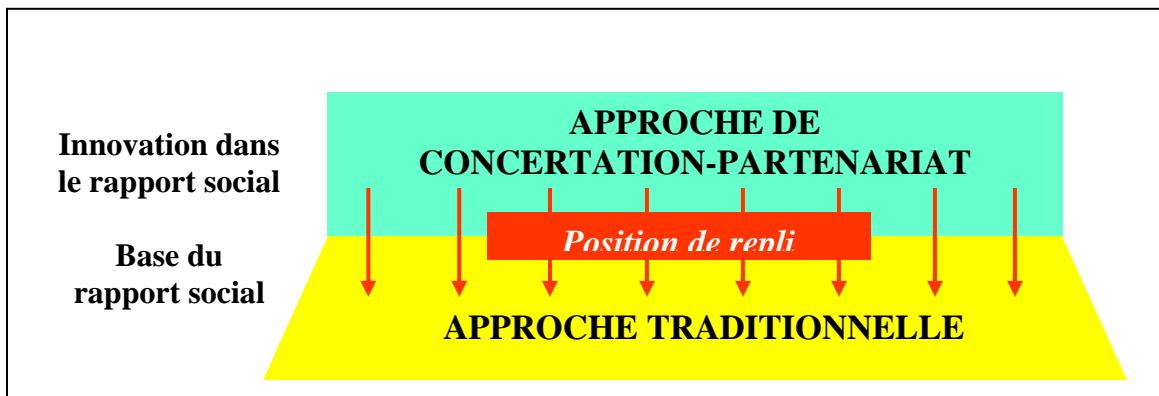 APPROCHE DE
CONCERTATION-PARTENARIAT
Innovation dans
le rapport social
Position de repli
Base du
rapport social
APPROCHE TRADITIONNELLE